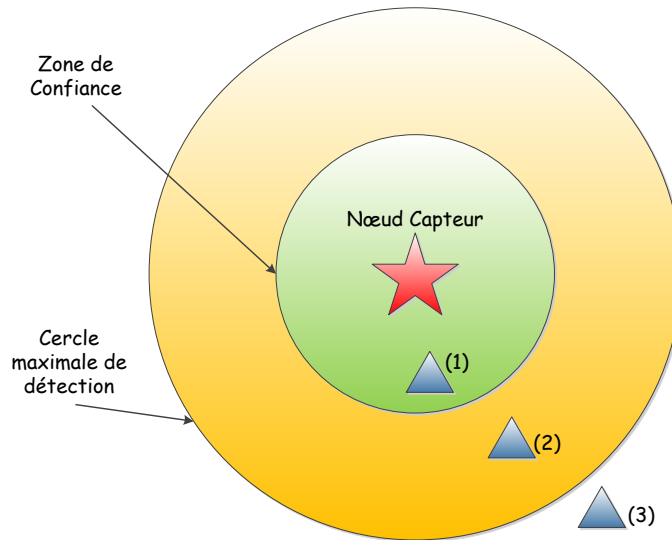 Zone de
Confiance
Nœud Capteur
Cercle
maximale de
détection
(1)
(2)
(3)